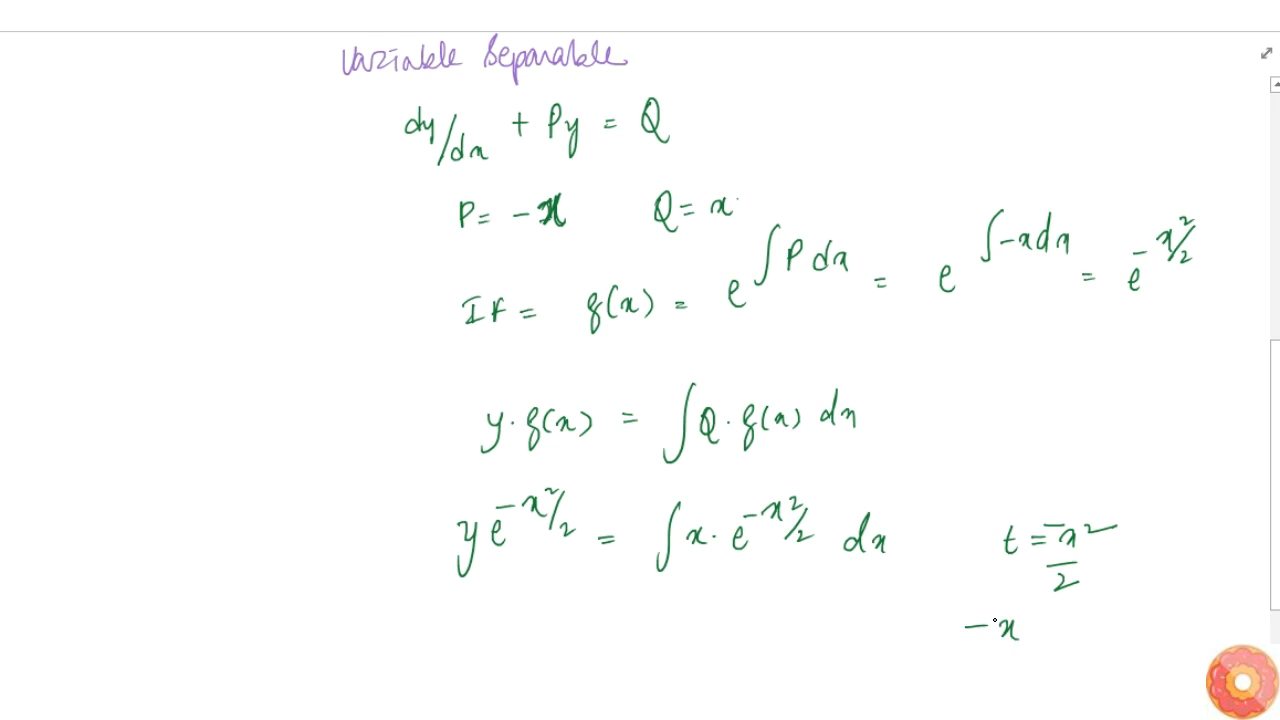 Variable Separable
dy/dx + Py = Q
P = -x Q = x
IF = g(x) = e^∫P dx = e^∫-x dx = e^-x²/2
y · g(x) = ∫Q · g(x) dx
y e^-x²/2 = ∫x · e^-x²/2 dx t = -x²/2
-x